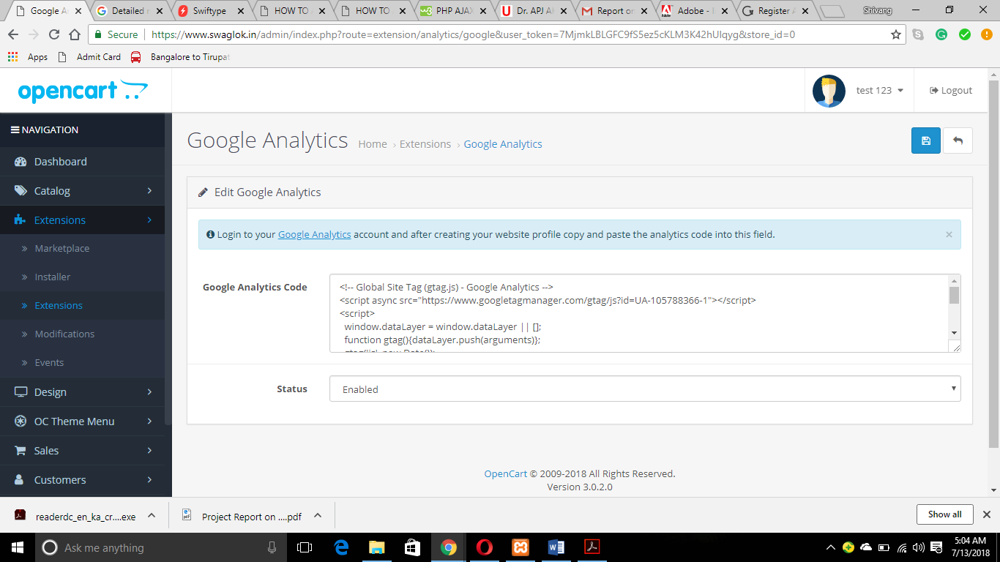 Google A
Detailed
Swiftype
HOW TO
HOW TO
PHP AJAX
Dr. APJ A
Report or
Adobe -
Register
Shivang
Secure
https://www.swaglok.in/admin/index.php?route=extension/analytics/google&user_token=7MjmkLBLGFC9fS5ez5cKLM3K42hUIqyg&store_id=0
Apps
Admit Card
Bangalore to Tirupat
opencart
test 123
Logout
NAVIGATION
Google Analytics
Home › Extensions › Google Analytics
Dashboard
Catalog
Extensions
Marketplace
Installer
Extensions
Modifications
Events
Design
OC Theme Menu
Sales
Customers
Edit Google Analytics
Login to your Google Analytics account and after creating your website profile copy and paste the analytics code into this field.
×
Google Analytics Code
<!-- Global Site Tag (gtag.js) - Google Analytics -->
<script async src="https://www.googletagmanager.com/gtag/js?id=UA-105788366-1"></script>
<script>
window.dataLayer = window.dataLayer || [];
function gtag(){dataLayer.push(arguments)};
gtag('js', new Date());
Status
Enabled
OpenCart © 2009-2018 All Rights Reserved.
Version 3.0.2.0
readerdc_en_ka_cr....exe
Project Report on ....pdf
Show all
Ask me anything
5:04 AM
7/13/2018